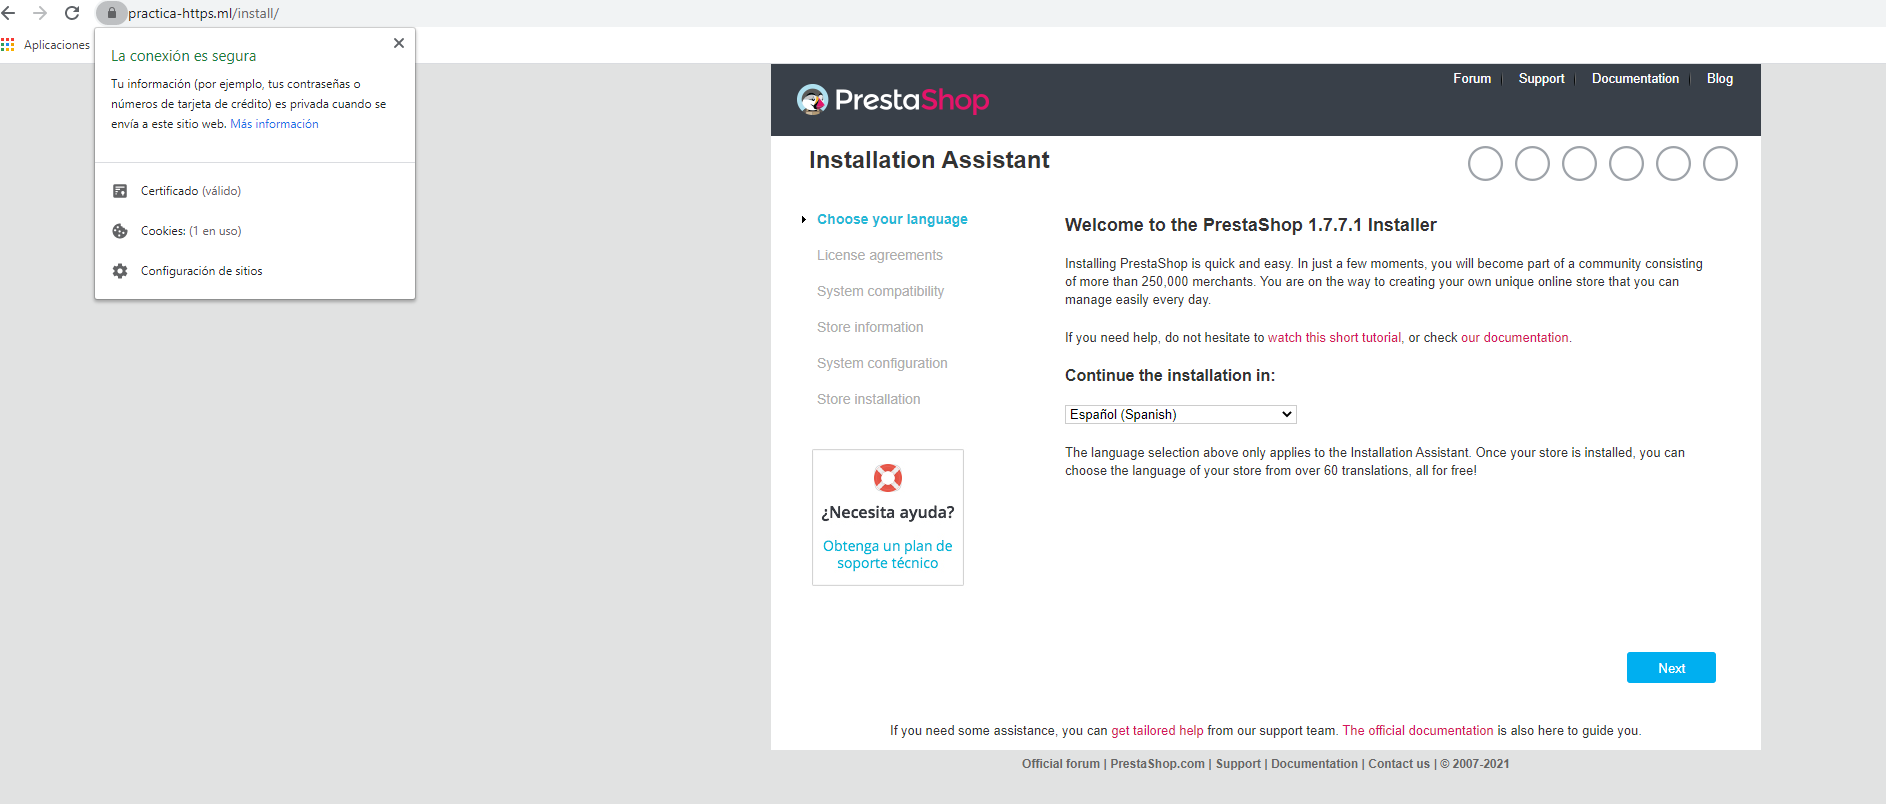 practica-https.ml/install/
Aplicaciones
La conexión es segura
Tu información (por ejemplo, tus contraseñas o
números de tarjeta de crédito) es privada cuando se
envía a este sitio web. Más información
Certificado (válido)
Cookies: (1 en uso)
Configuración de sitios
Forum
Support
Documentation
Blog
PrestaShop
Installation Assistant
Choose your language
License agreements
System compatibility
Store information
System configuration
Store installation
¿Necesita ayuda?
Obtenga un plan de
soporte técnico
Welcome to the PrestaShop 1.7.7.1 Installer
Installing PrestaShop is quick and easy. In just a few moments, you will become part of a community consisting
of more than 250,000 merchants. You are on the way to creating your own unique online store that you can
manage easily every day.
If you need help, do not hesitate to watch this short tutorial, or check our documentation.
Continue the installation in:
Español (Spanish)
The language selection above only applies to the Installation Assistant. Once your store is installed, you can
choose the language of your store from over 60 translations, all for free!
Next
If you need some assistance, you can get tailored help from our support team. The official documentation is also here to guide you.
Official forum | PrestaShop.com | Support | Documentation | Contact us | © 2007-2021